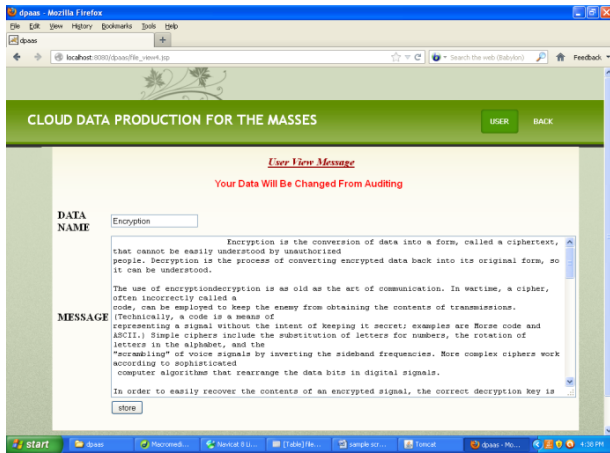 dpaas - Mozilla Firefox
File Edit View History Bookmarks Tools Help
dpaas +
localhost:8080/dpaas/file_view4.jsp Search the web (Babylon) Feedback
CLOUD DATA PRODUCTION FOR THE MASSES USER BACK
User View Message
Your Data Will Be Changed From Auditing
DATA NAME Encryption
Encryption is the conversion of data into a form, called a ciphertext,
that cannot be easily understood by unauthorized
people. Decryption is the process of converting encrypted data back into its original form, so
it can be understood.
The use of encryptiondecryption is as old as the art of communication. In wartime, a cipher,
often incorrectly called a
code, can be employed to keep the enemy from obtaining the contents of transmissions.
MESSAGE (Technically, a code is a means of
representing a signal without the intent of keeping it secret; examples are Morse code and
ASCII.) Simple ciphers include the substitution of letters for numbers, the rotation of
letters in the alphabet, and the
"scrambling" of voice signals by inverting the sideband frequencies. More complex ciphers work
according to sophisticated
computer algorithms that rearrange the data bits in digital signals.
In order to easily recover the contents of an encrypted signal, the correct decryption key is
store
start dpaas Macromedi... Navicat 8 Li... [Table] file... sample scr... Tomcat dpaas - Mo... 4:38 PM